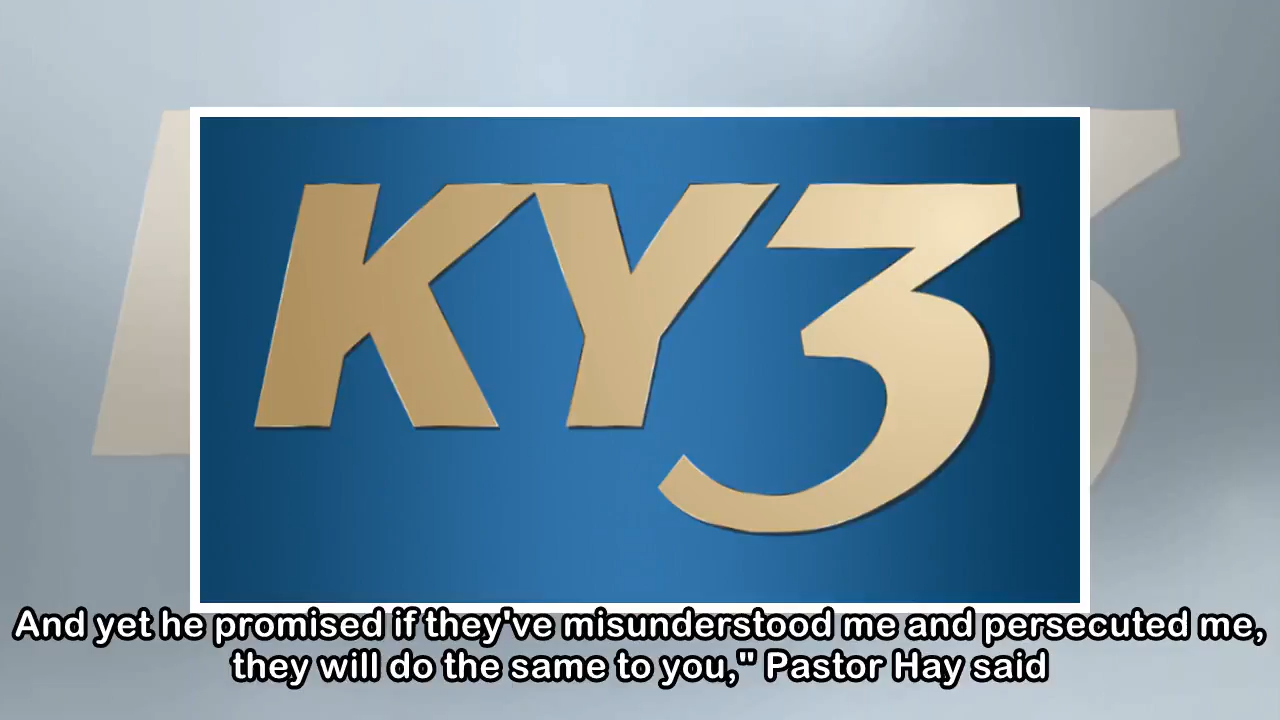 KY3
And yet he promised if they've misunderstood me and persecuted me,
they will do the same to you," Pastor Hay said